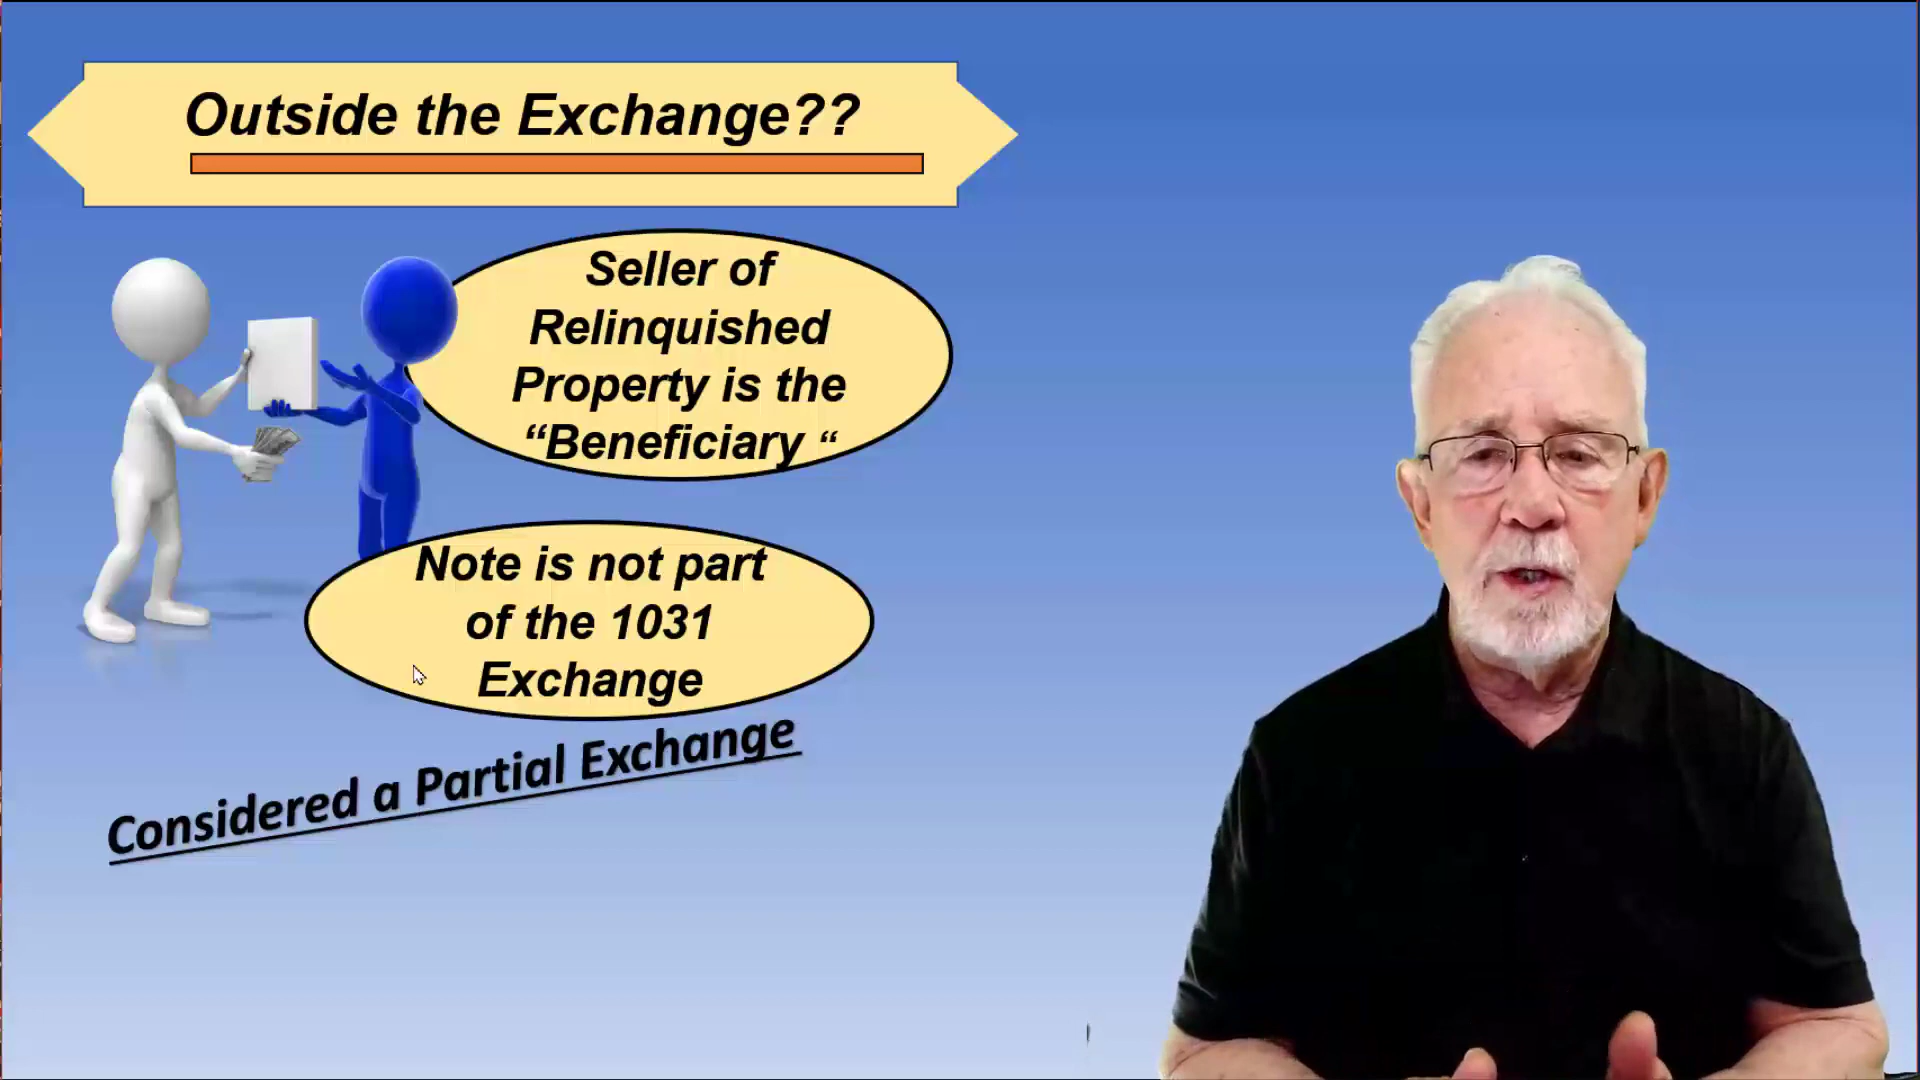 Outside the Exchange??
Seller of
Relinquished
Property is the
“Beneficiary “
Note is not part
of the 1031
Exchange
Considered a Partial Exchange